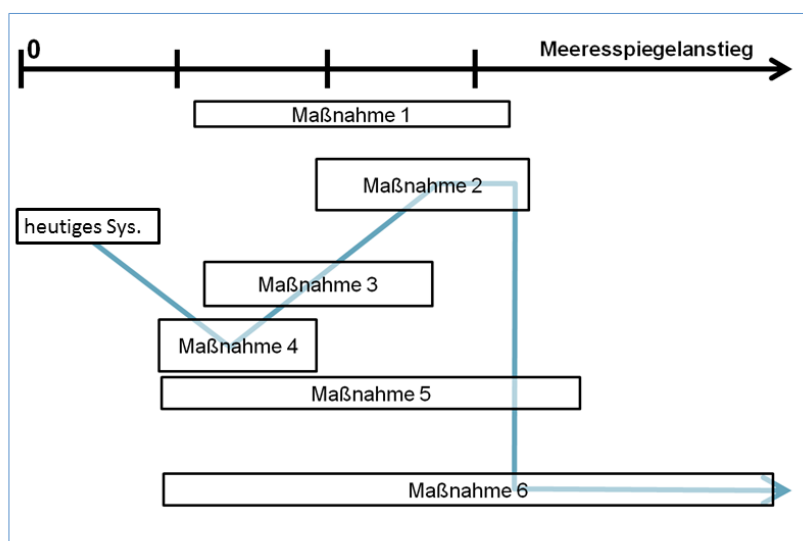 0
Meeresspiegelanstieg
Maßnahme 1
Maßnahme 2
heutiges Sys.
Maßnahme 3
Maßnahme 4
Maßnahme 5
Maßnahme 6